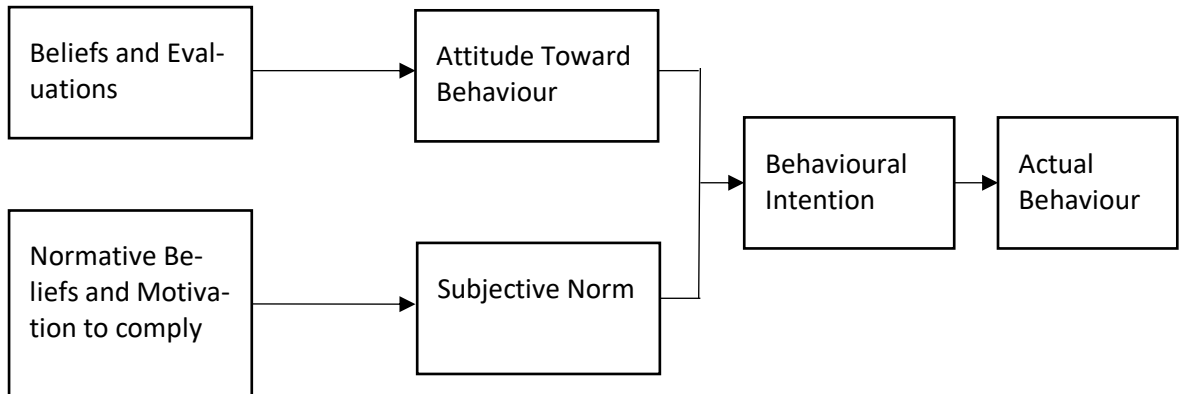 Beliefs and Eval-
uations
Attitude Toward
Behaviour
Behavioural
Intention
Actual
Behaviour
Normative Be-
liefs and Motiva-
tion to comply
Subjective Norm